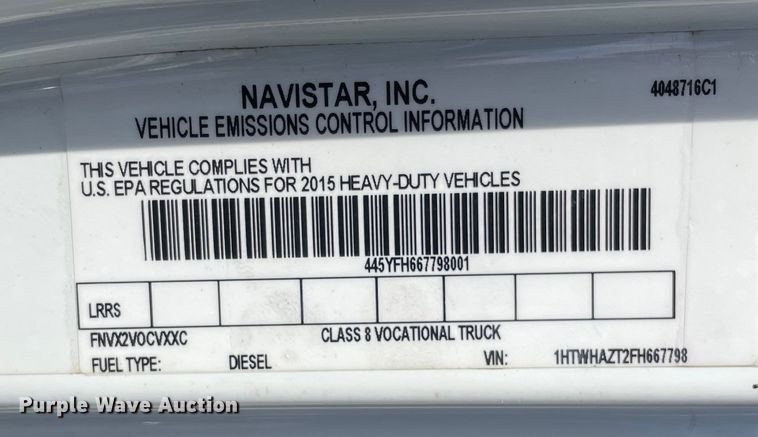 NAVISTAR, INC.
4048716C1
VEHICLE EMISSIONS CONTROL INFORMATION
THIS VEHICLE COMPLIES WITH
U.S. EPA REGULATIONS FOR 2015 HEAVY-DUTY VEHICLES
445YFH667798001
LRRS
FNVX2VOCVXXC CLASS 8 VOCATIONAL TRUCK
FUEL TYPE: DIESEL VIN: 1HTWHAZT2FH667798
Purple Wave Auction